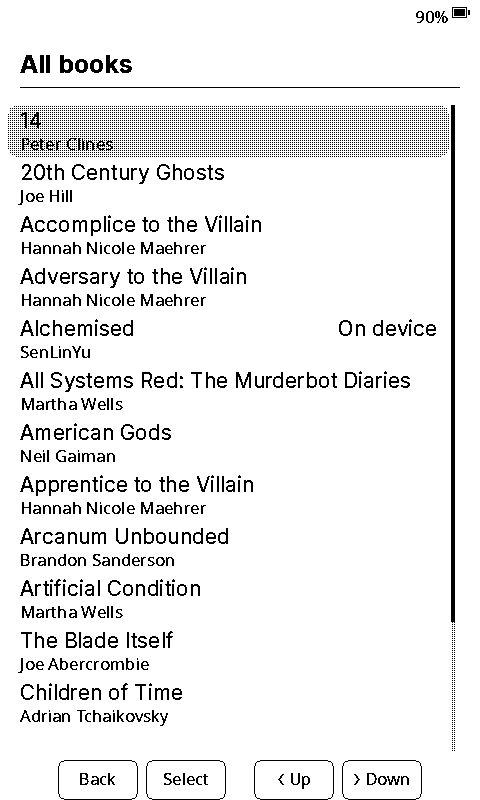 90%
All books
14
Peter Clines
20th Century Ghosts
Joe Hill
Accomplice to the Villain
Hannah Nicole Maehrer
Adversary to the Villain
Hannah Nicole Maehrer
Alchemised On device
SenLinYu
All Systems Red: The Murderbot Diaries
Martha Wells
American Gods
Neil Gaiman
Apprentice to the Villain
Hannah Nicole Maehrer
Arcanum Unbounded
Brandon Sanderson
Artificial Condition
Martha Wells
The Blade Itself
Joe Abercrombie
Children of Time
Adrian Tchaikovsky
Back Select Up Down